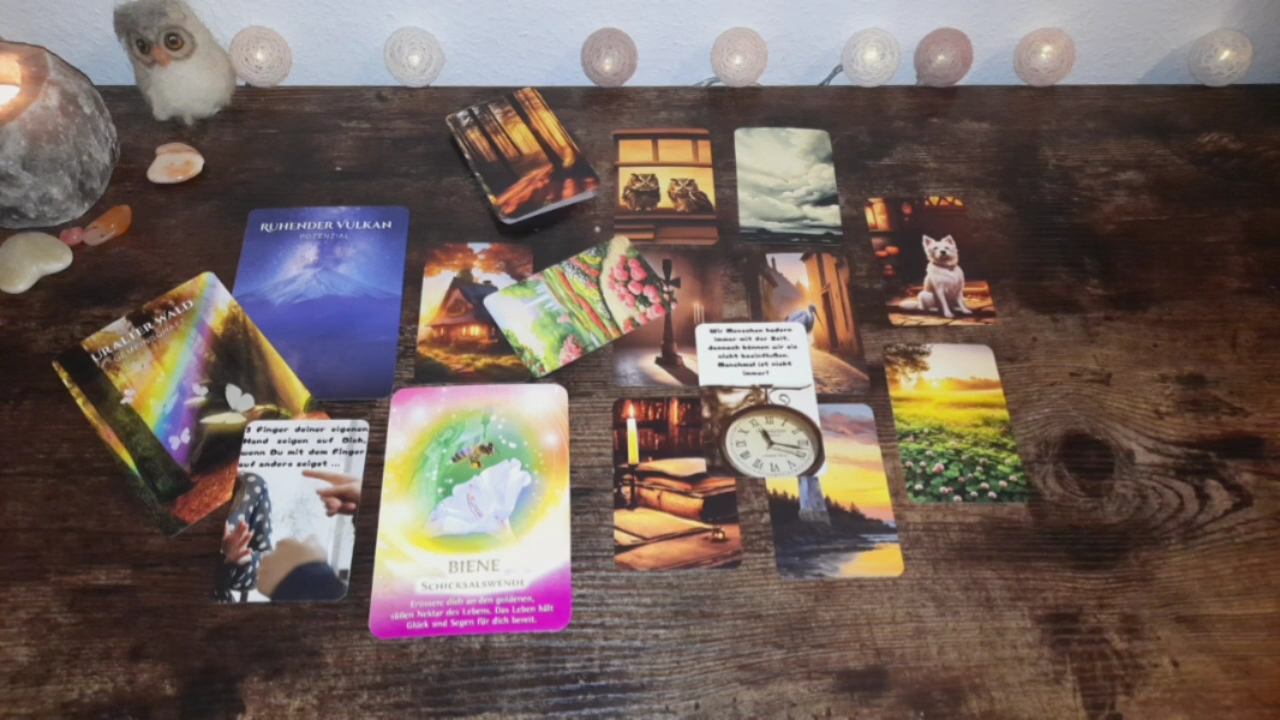 RUHENDER VULKAN
POTENZIAL
URALTER WALD
3 Finger deiner eigenen
Hand zeigen auf Dich,
wenn Du mit dem Finger
auf andere zeigst ...
BIENE
SCHICKSALSWENDE
Erinnere dich an den goldenen,
süßen Nektar des Lebens. Das Leben hält
Glück und Segen für dich bereit.
Wir Menschen hadern
immer mit der Zeit,
dennoch können wir sie
nicht beeinflußen.
Manchmal ist nicht
immer!